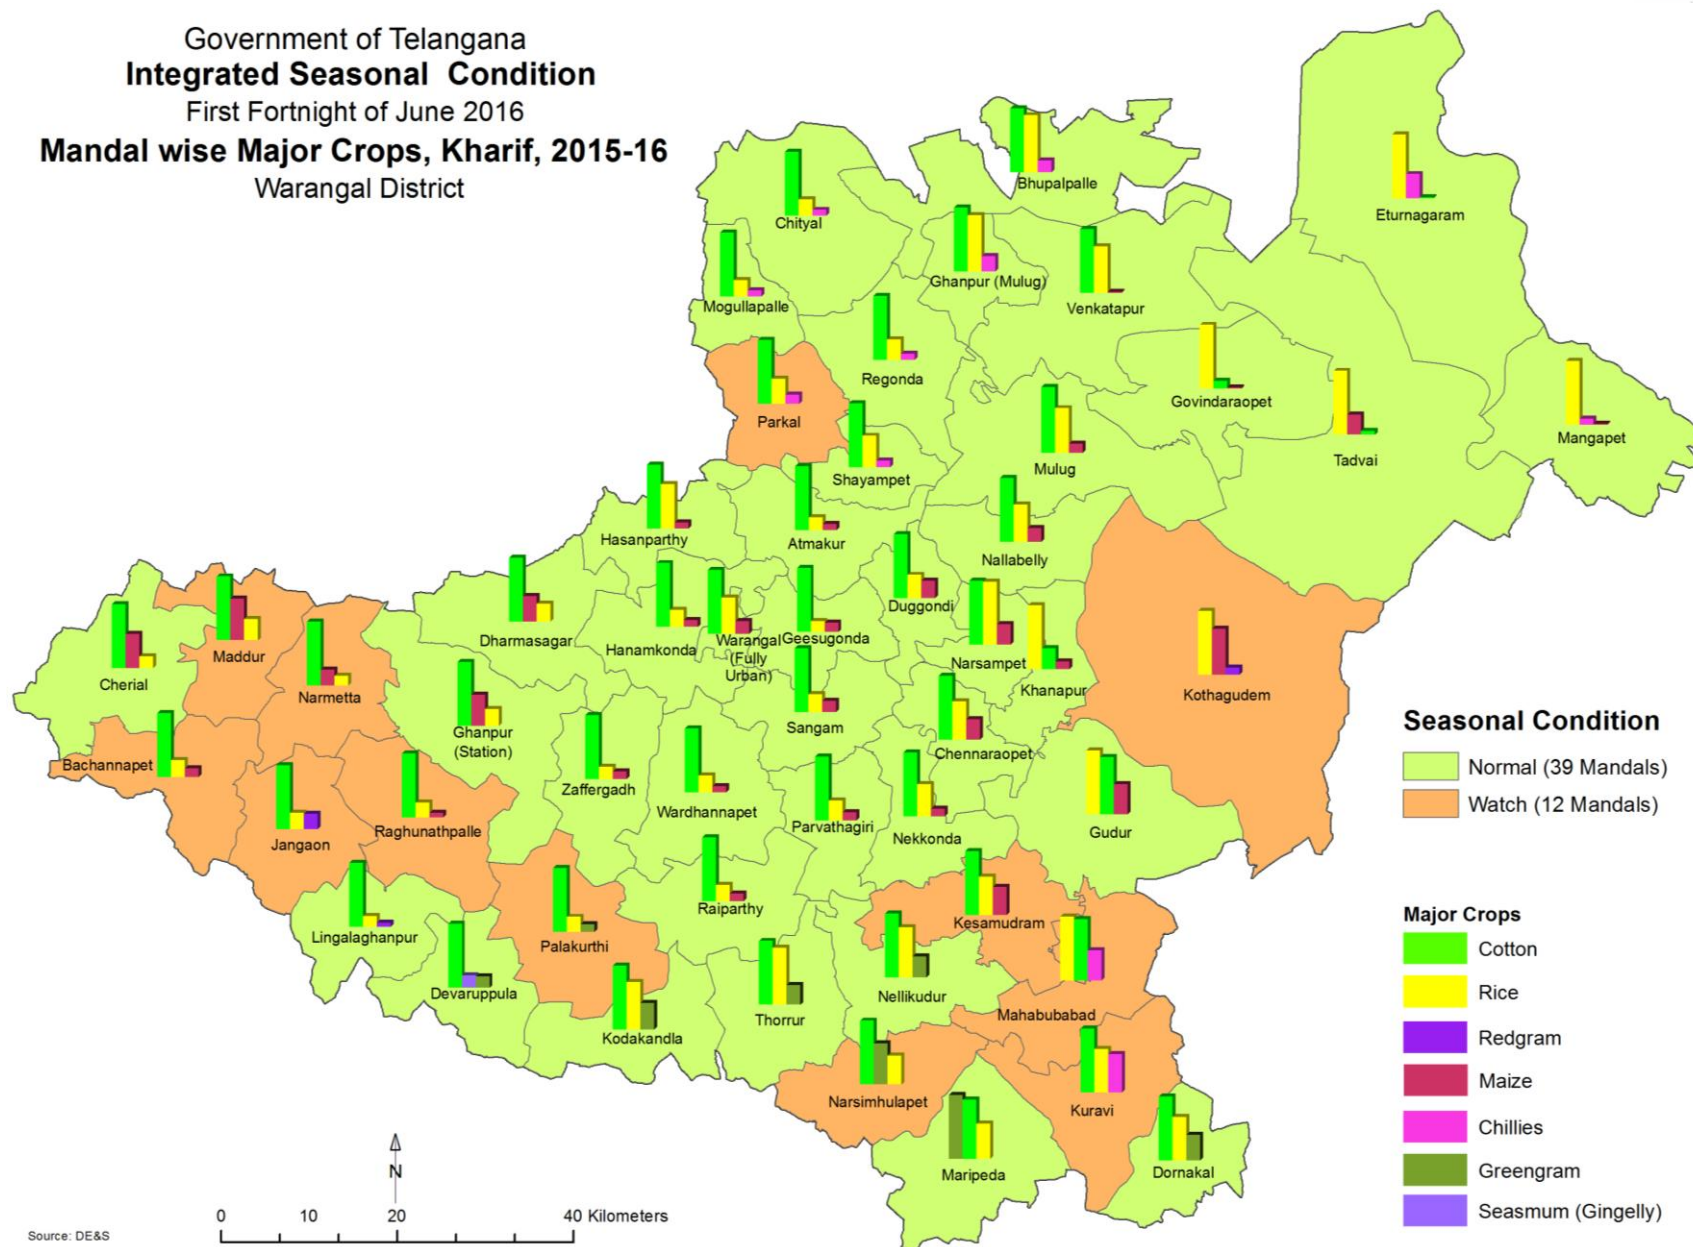 Government of Telangana
Integrated Seasonal Condition
First Fortnight of June 2016
Mandal wise Major Crops, Kharif, 2015-16
Warangal District
Bhupalpalle
Eturnagaram
Chityal
Ghanpur (Mulug)
Mogullapalle
Venkatapur
Regonda
Govindaraopet
Parkal
Mangapet
Tadvai
Mulug
Shayampet
Hasanparthy
Atmakur
Nallabelly
Duggondi
Dharmasagar
Hanamkonda
Warangal
(Fully
Urban)
Geesugonda
Narsampet
Khanapur
Kothagudem
Maddur
Cherial
Narmetta
Ghanpur
(Station)
Sangam
Chennaraopet
Bachannapet
Zaffergadh
Wardhannapet
Parvathagiri
Nekkonda
Gudur
Raghunathpalle
Jangaon
Raiparthy
Kesamudram
Lingalaghanpur
Palakurthi
Devaruppula
Nellikudur
Mahabubabad
Thorrur
Kodakandla
Narsimhulapet
Kuravi
Maripeda
Dornakal
Seasonal Condition
Normal (39 Mandals)
Watch (12 Mandals)
Major Crops
Cotton
Rice
Redgram
Maize
Chillies
Greengram
Seasmum (Gingelly)
N
0 10 20 40 Kilometers
Source: DE&S